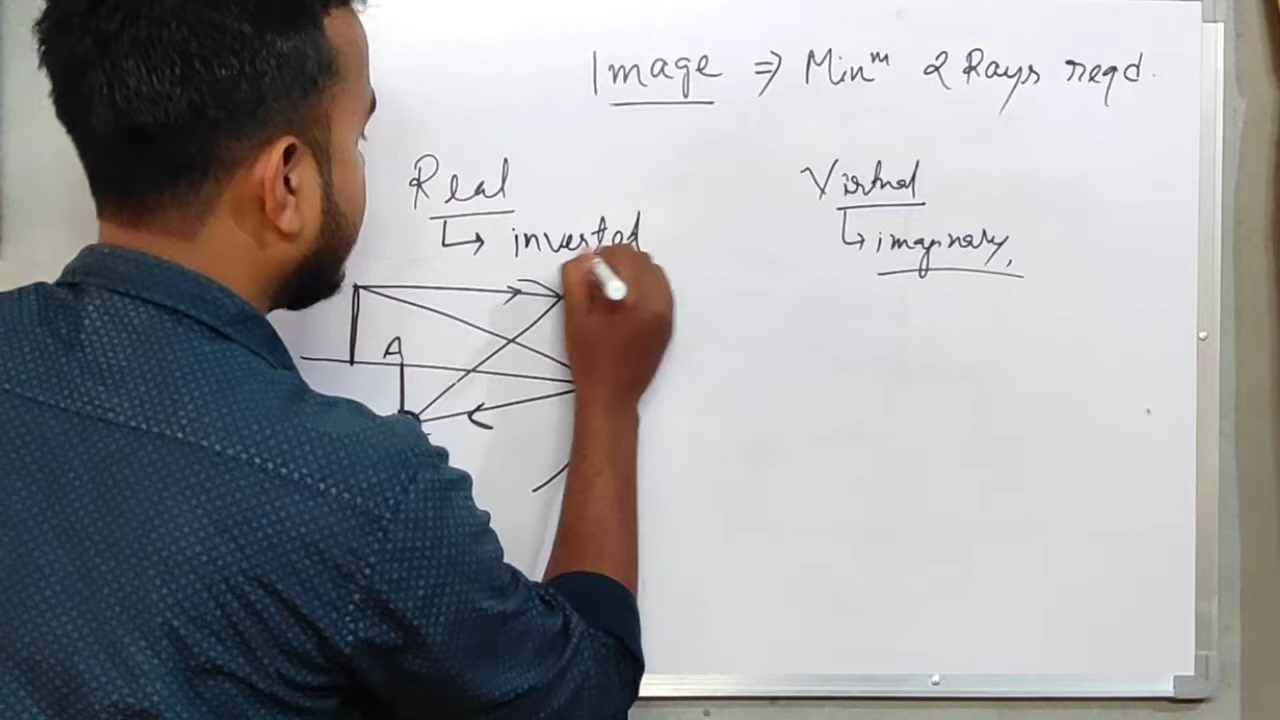 Image ⇒ Minᵐ 2 Rays reqd.
Real
↳ inverted
Virtual
↳ imaginary,
A